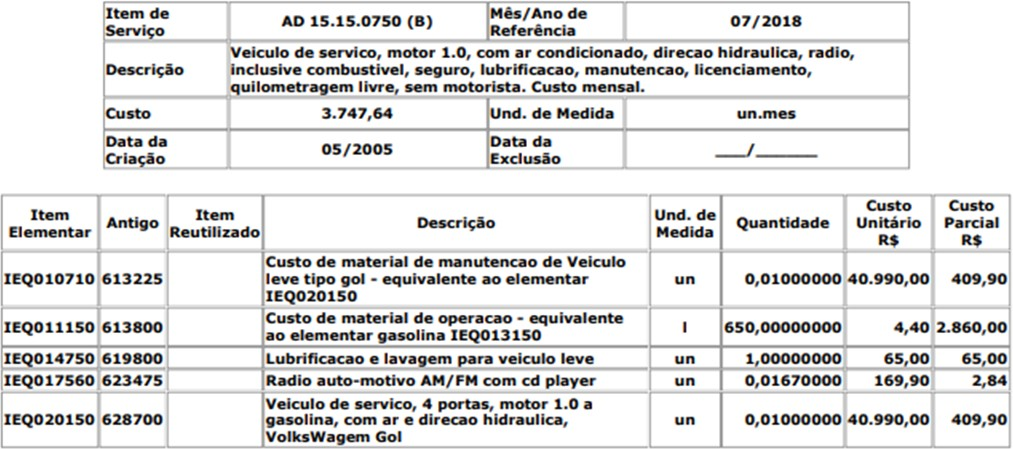 Item de Serviço AD 15.15.0750 (B) Mês/Ano de Referência 07/2018
Descrição Veiculo de servico, motor 1.0, com ar condicionado, direcao hidraulica, radio,
inclusive combustivel, seguro, lubrificacao, manutencao, licenciamento,
quilometragem livre, sem motorista. Custo mensal.
Custo 3.747,64 Und. de Medida un.mes
Data da Criação 05/2005 Data da Exclusão ___/______
Item Elementar Antigo Item Reutilizado Descrição Und. de Medida Quantidade Custo Unitário R$ Custo Parcial R$
IEQ010710 613225 Custo de material de manutencao de Veiculo
leve tipo gol - equivalente ao elementar
IEQ020150 un 0,01000000 40.990,00 409,90
IEQ011150 613800 Custo de material de operacao - equivalente
ao elementar gasolina IEQ013150 l 650,00000000 4,40 2.860,00
IEQ014750 619800 Lubrificacao e lavagem para veiculo leve un 1,00000000 65,00 65,00
IEQ017560 623475 Radio auto-motivo AM/FM com cd player un 0,01670000 169,90 2,84
IEQ020150 628700 Veiculo de servico, 4 portas, motor 1.0 a
gasolina, com ar e direcao hidraulica,
VolksWagem Gol un 0,01000000 40.990,00 409,90